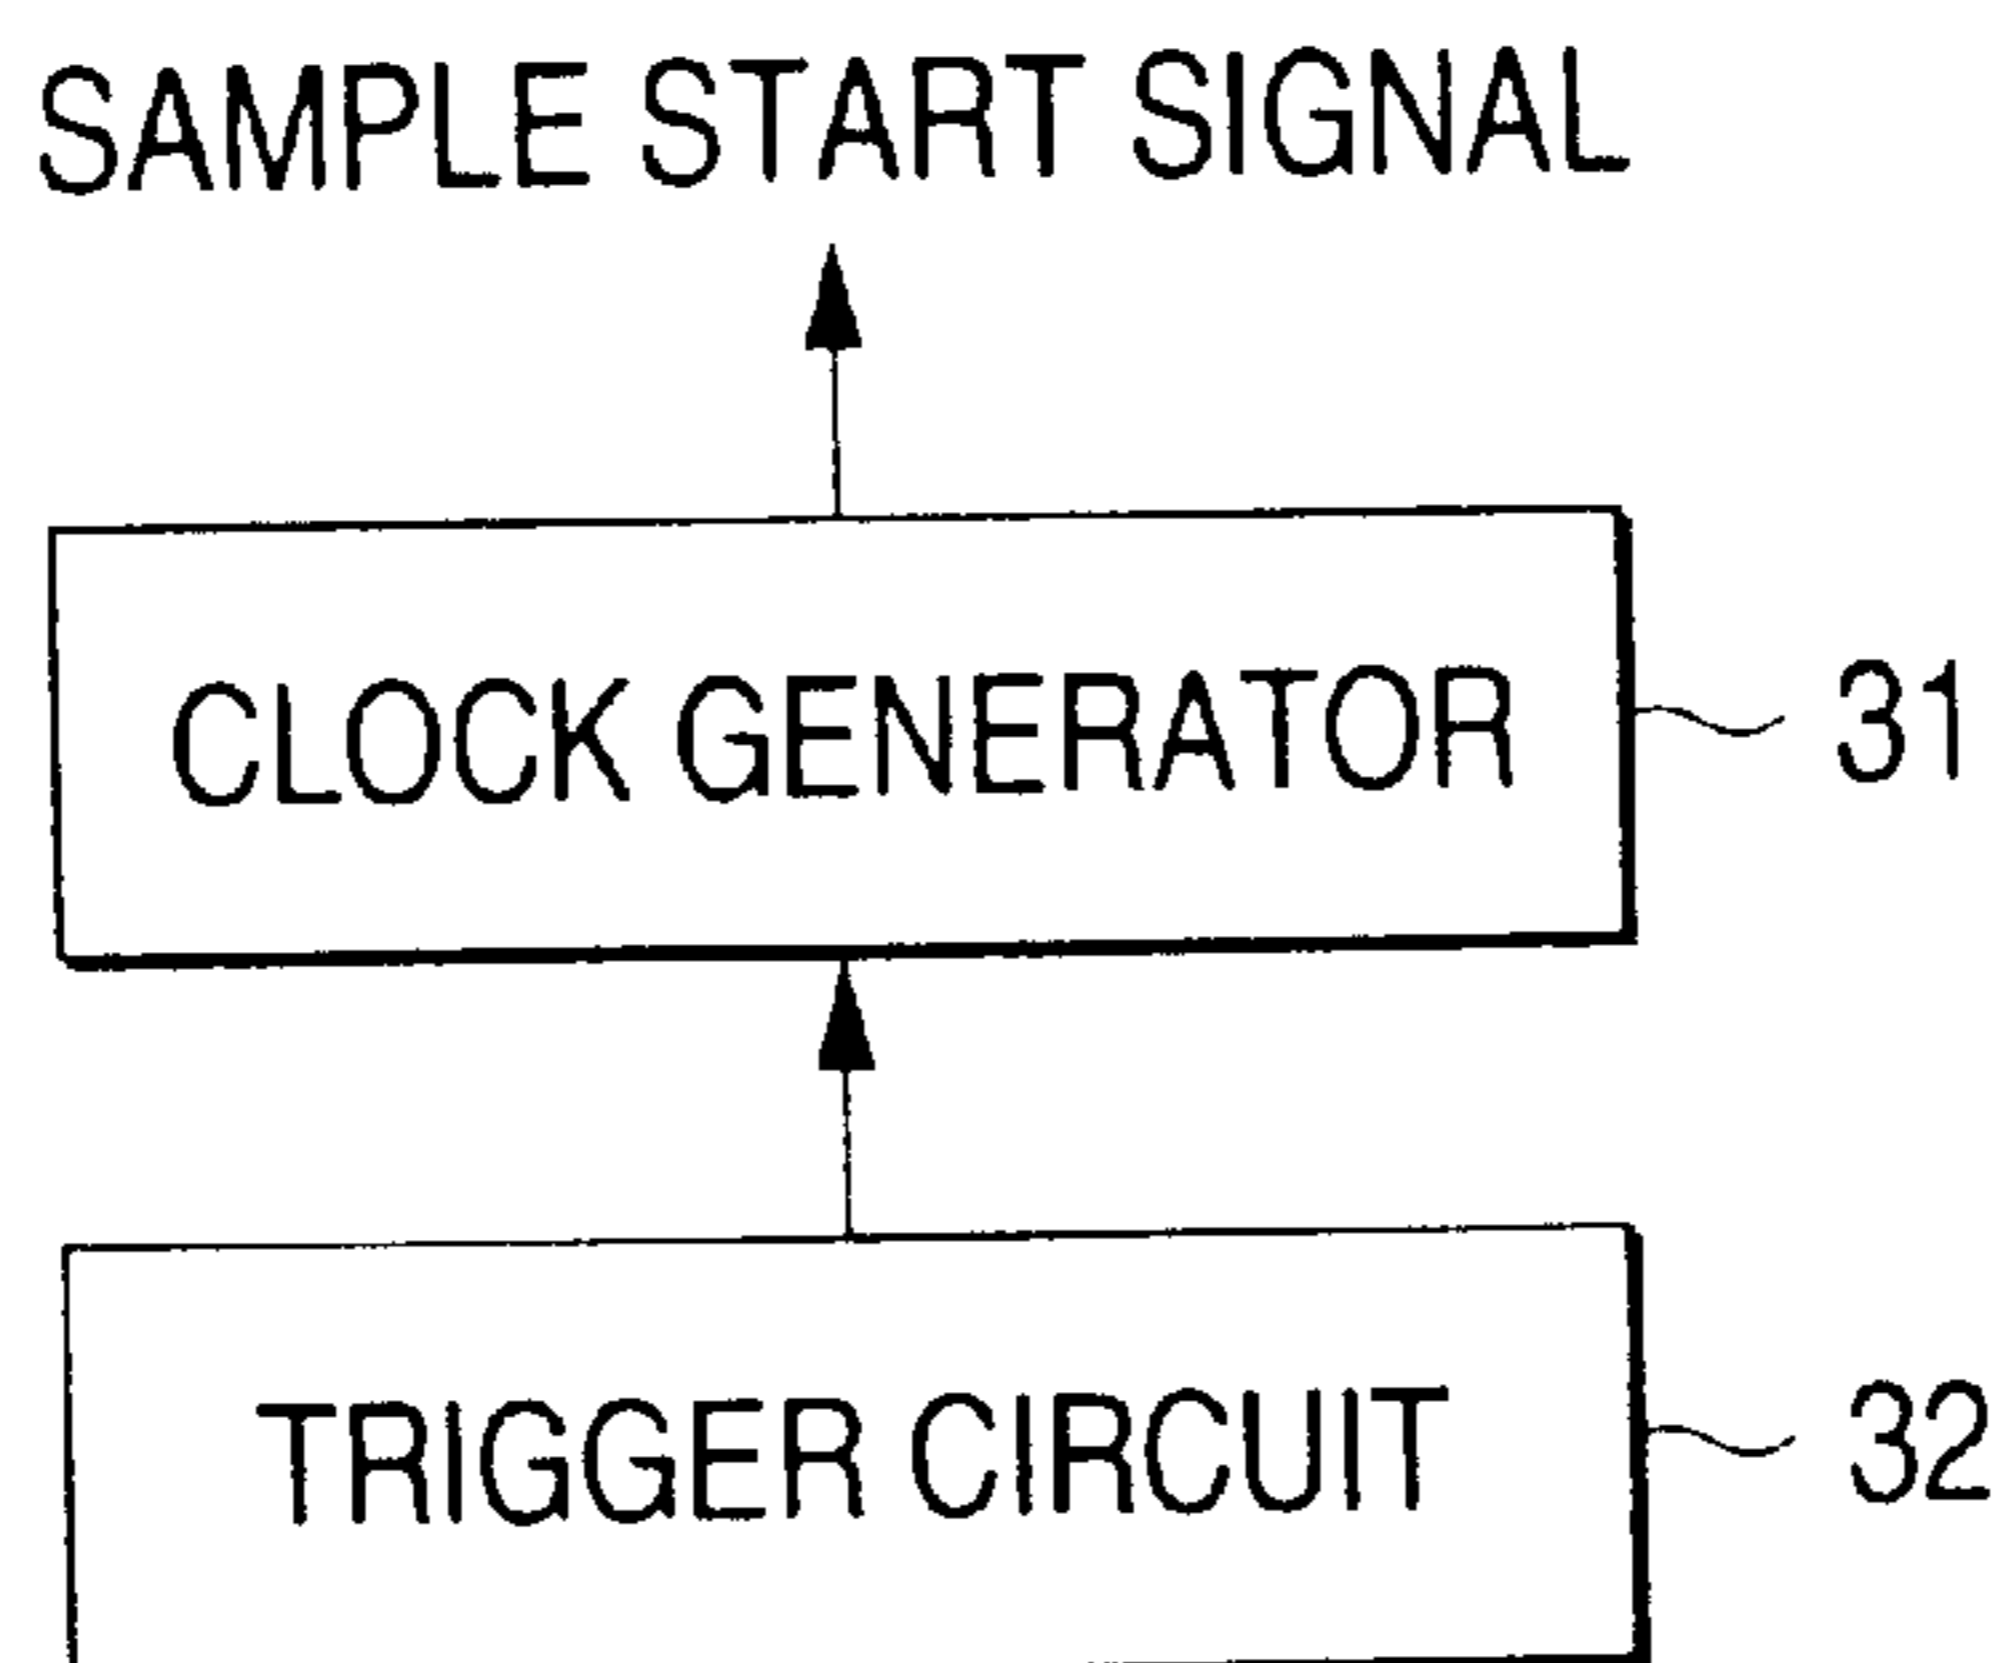 SAMPLE START SIGNAL
CLOCK GENERATOR 31
TRIGGER CIRCUIT 32